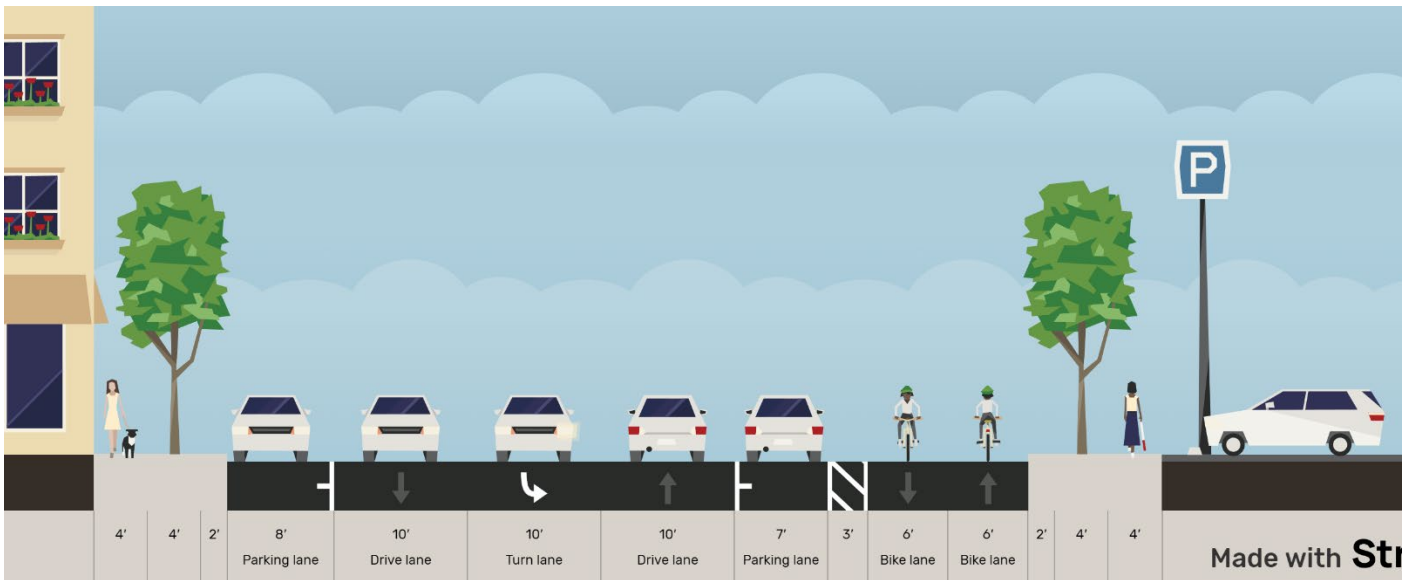 P
4' 4' 2' 8' 10' 10' 10' 7' 3' 6' 6' 2' 4' 4'
Parking lane Drive lane Turn lane Drive lane Parking lane Bike lane Bike lane
Made with Str